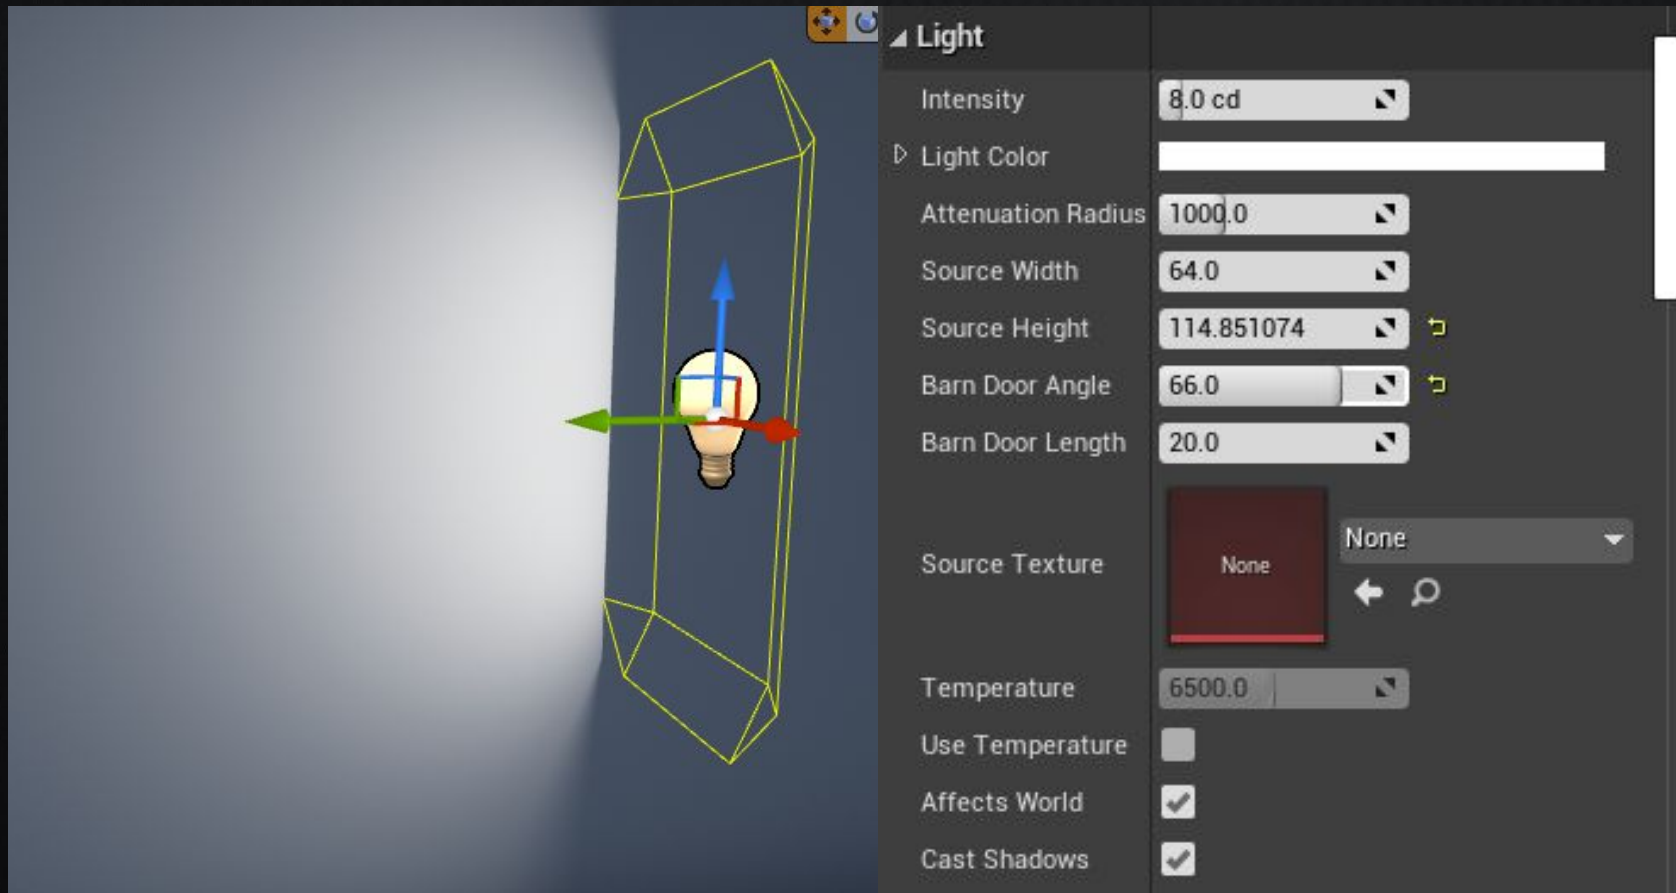 Light
Intensity 8.0 cd
Light Color
Attenuation Radius 1000.0
Source Width 64.0
Source Height 114.851074
Barn Door Angle 66.0
Barn Door Length 20.0
Source Texture None None
Temperature 6500.0
Use Temperature
Affects World
Cast Shadows